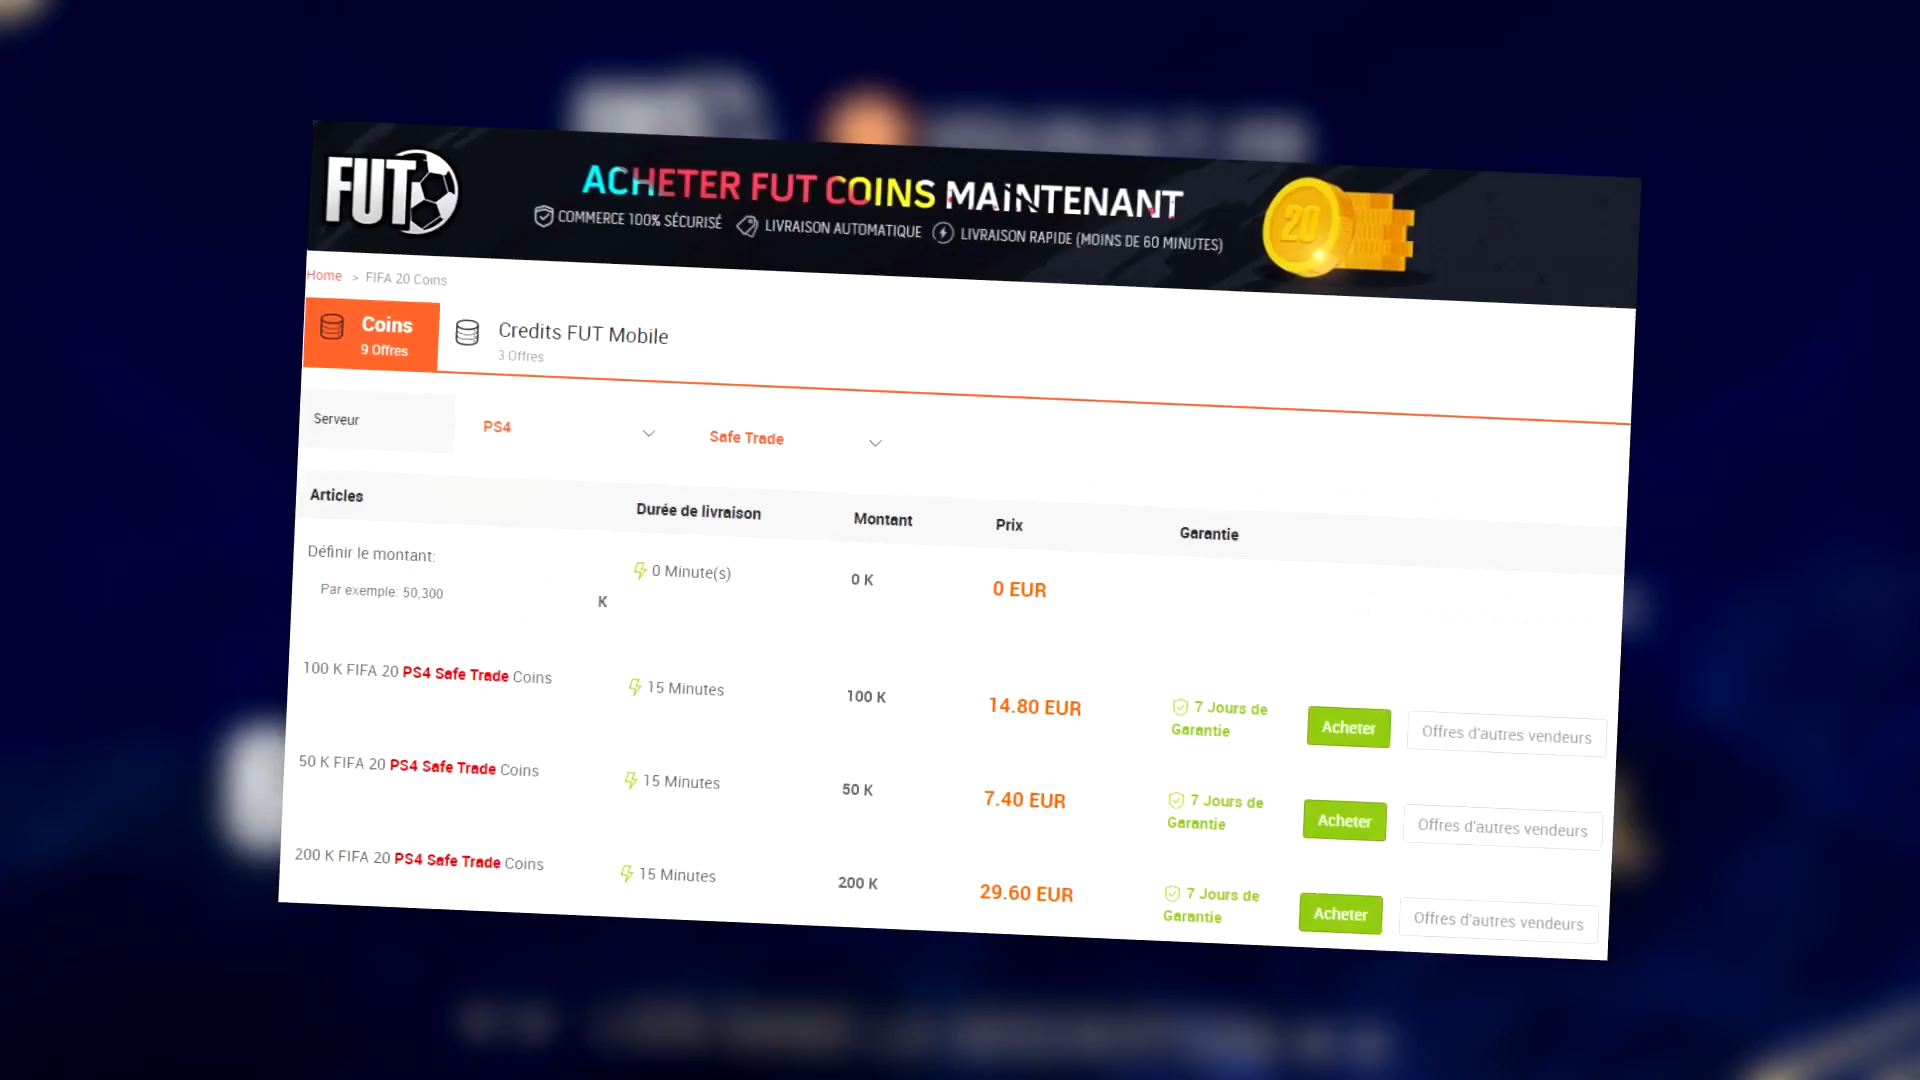 FUT
ACHETER FUT COINS MAiNTENANT
COMMERCE 100% SÉCURISÉ LIVRAISON AUTOMATIQUE LIVRAISON RAPIDE (MOINS DE 60 MINUTES)
20
Home > FIFA 20 Coins
Coins
9 Offres
Credits FUT Mobile
3 Offres
Serveur PS4 Safe Trade
Articles Durée de livraison Montant Prix Garantie
Définir le montant:
Par exemple: 50,300 K
0 Minute(s) 0 K 0 EUR
100 K FIFA 20 PS4 Safe Trade Coins 15 Minutes 100 K 14.80 EUR 7 Jours de
Garantie Acheter Offres d'autres vendeurs
50 K FIFA 20 PS4 Safe Trade Coins 15 Minutes 50 K 7.40 EUR 7 Jours de
Garantie Acheter Offres d'autres vendeurs
200 K FIFA 20 PS4 Safe Trade Coins 15 Minutes 200 K 29.60 EUR 7 Jours de
Garantie Acheter Offres d'autres vendeurs